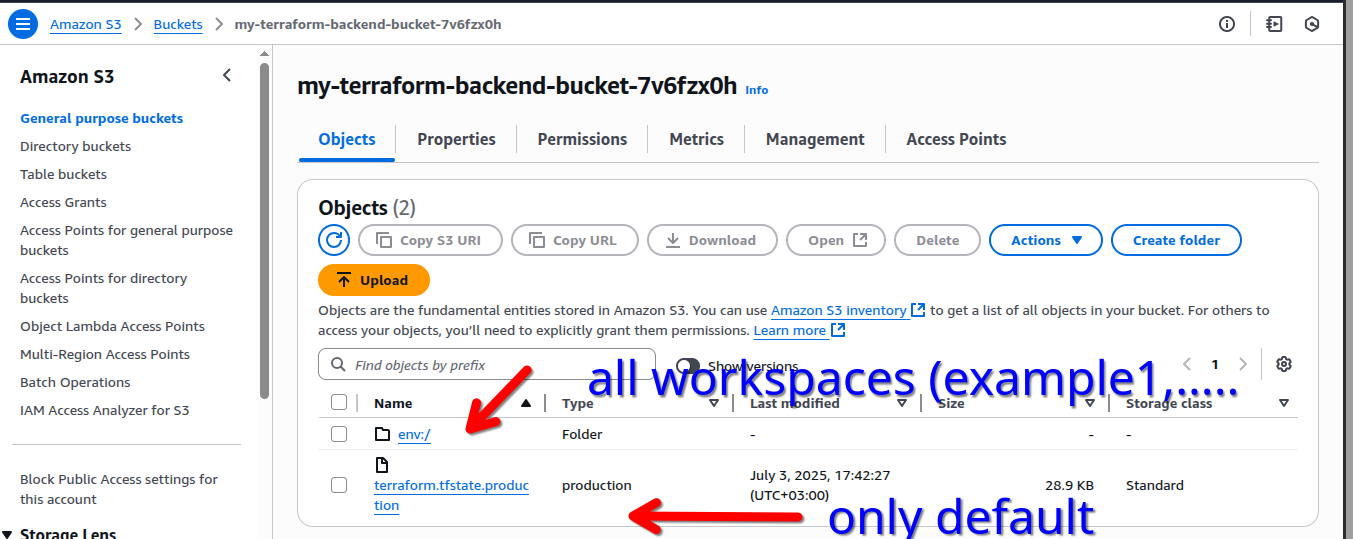 Amazon S3 > Buckets > my-terraform-backend-bucket-7v6fzx0h
Amazon S3
General purpose buckets
Directory buckets
Table buckets
Access Grants
Access Points for general purpose
buckets
Access Points for directory
buckets
Object Lambda Access Points
Multi-Region Access Points
Batch Operations
IAM Access Analyzer for S3
Block Public Access settings for
this account
Storage Lens
my-terraform-backend-bucket-7v6fzx0h Info
Objects Properties Permissions Metrics Management Access Points
Objects (2)
Copy S3 URI Copy URL Download Open Delete Actions Create folder
Upload
Objects are the fundamental entities stored in Amazon S3. You can use Amazon S3 inventory to get a list of all objects in your bucket. For others to
access your objects, you'll need to explicitly grant them permissions. Learn more
Find objects by prefix Show versions 1
all workspaces (example1,.....
Name Type Last modified Size Storage class
env:/ Folder - - -
terraform.tfstate.produc
tion
production
July 3, 2025, 17:42:27
(UTC+03:00)
28.9 KB
Standard
only default